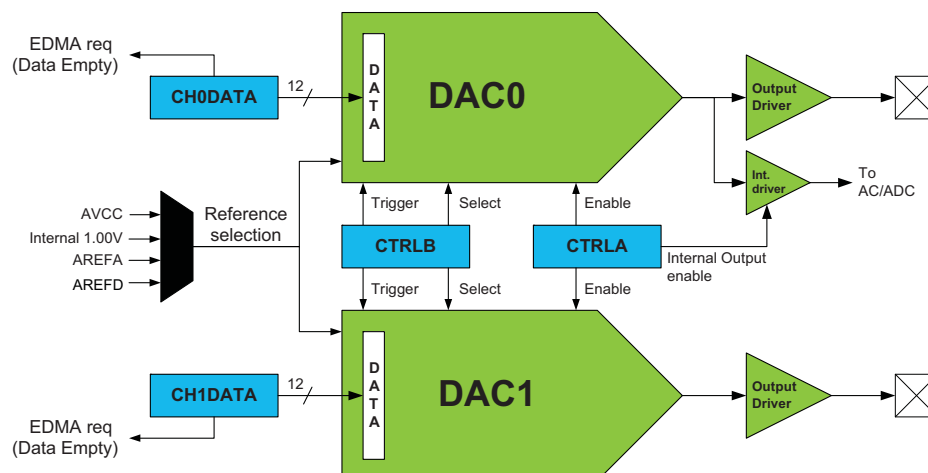 EDMA req
(Data Empty)
CH0DATA
12
DATA
DAC0
Output
Driver
Int.
driver
To
AC/ADC
AVCC
Internal 1.00V
AREFA
AREFD
Reference
selection
Trigger
Select
Enable
CTRLB
CTRLA
Internal Output
enable
Trigger
Select
Enable
CH1DATA
12
DATA
DAC1
Output
Driver
EDMA req
(Data Empty)